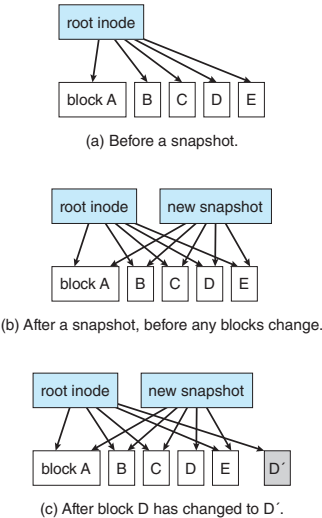 root inode
block A B C D E
(a) Before a snapshot.
root inode new snapshot
block A B C D E
(b) After a snapshot, before any blocks change.
root inode new snapshot
block A B C D E D´
(c) After block D has changed to D´.